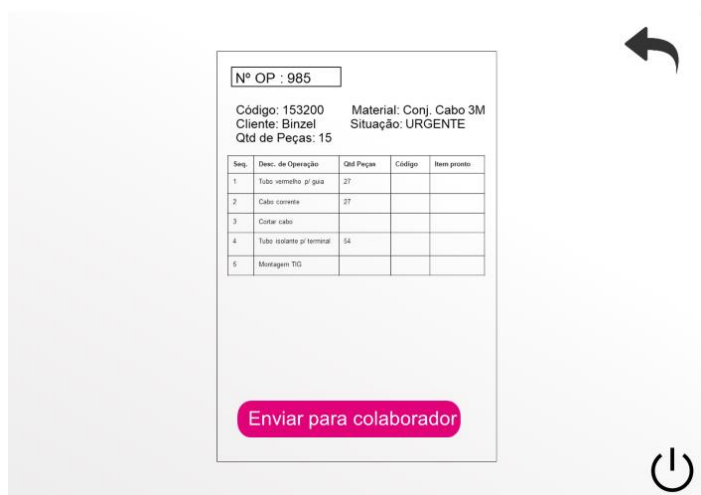 Nº OP : 985
Código: 153200 Material: Conj. Cabo 3M
Cliente: Binzel Situação: URGENTE
Qtd de Peças: 15
Seq. Desc. de Operação Qtd Peças Código Item pronto
1 Tubo vermelho p/ guia 27
2 Cabo corrente 27
3 Cortar cabo
4 Tubo isolante p/ terminal 54
5 Montagem TIG
Enviar para colaborador